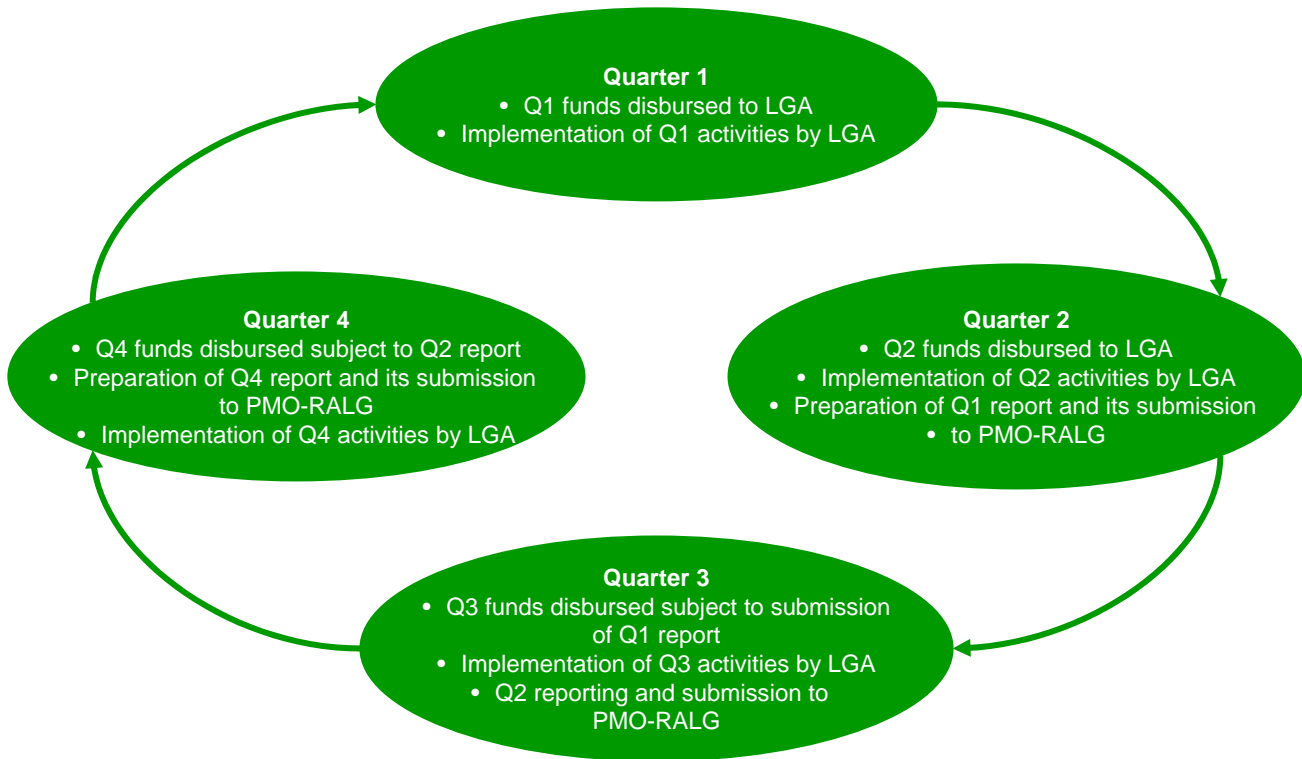 Quarter 1
• Q1 funds disbursed to LGA
• Implementation of Q1 activities by LGA
Quarter 2
• Q2 funds disbursed to LGA
• Implementation of Q2 activities by LGA
• Preparation of Q1 report and its submission
• to PMO-RALG
Quarter 3
• Q3 funds disbursed subject to submission
of Q1 report
• Implementation of Q3 activities by LGA
• Q2 reporting and submission to
PMO-RALG
Quarter 4
• Q4 funds disbursed subject to Q2 report
• Preparation of Q4 report and its submission
to PMO-RALG
• Implementation of Q4 activities by LGA